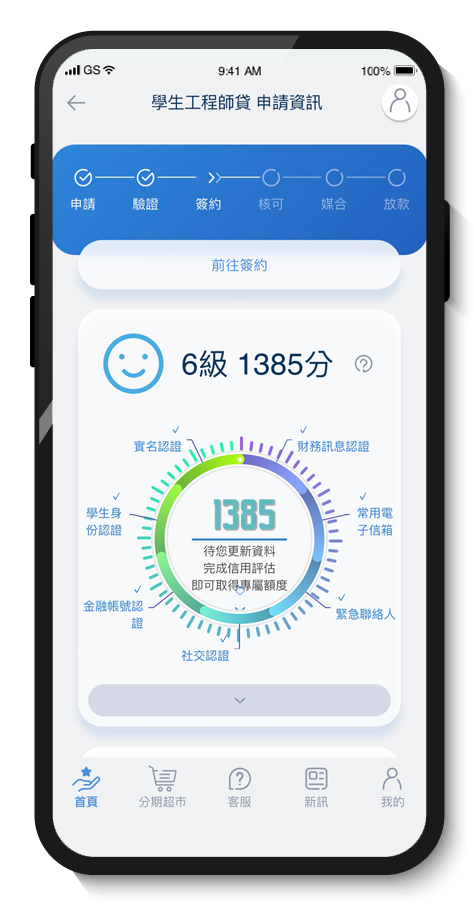 GS 9:41 AM 100%
學生工程師貸 申請資訊
申請 驗證 簽約 核可 媒合 放款
前往簽約
6級 1385分
實名認證 財務訊息認證
學生身
份認證
常用電
子信箱
1385
待您更新資料
完成信用評估
即可取得專屬額度
金融帳號認
證
緊急聯絡人
社交認證
首頁 分期超市 客服 新訊 我的